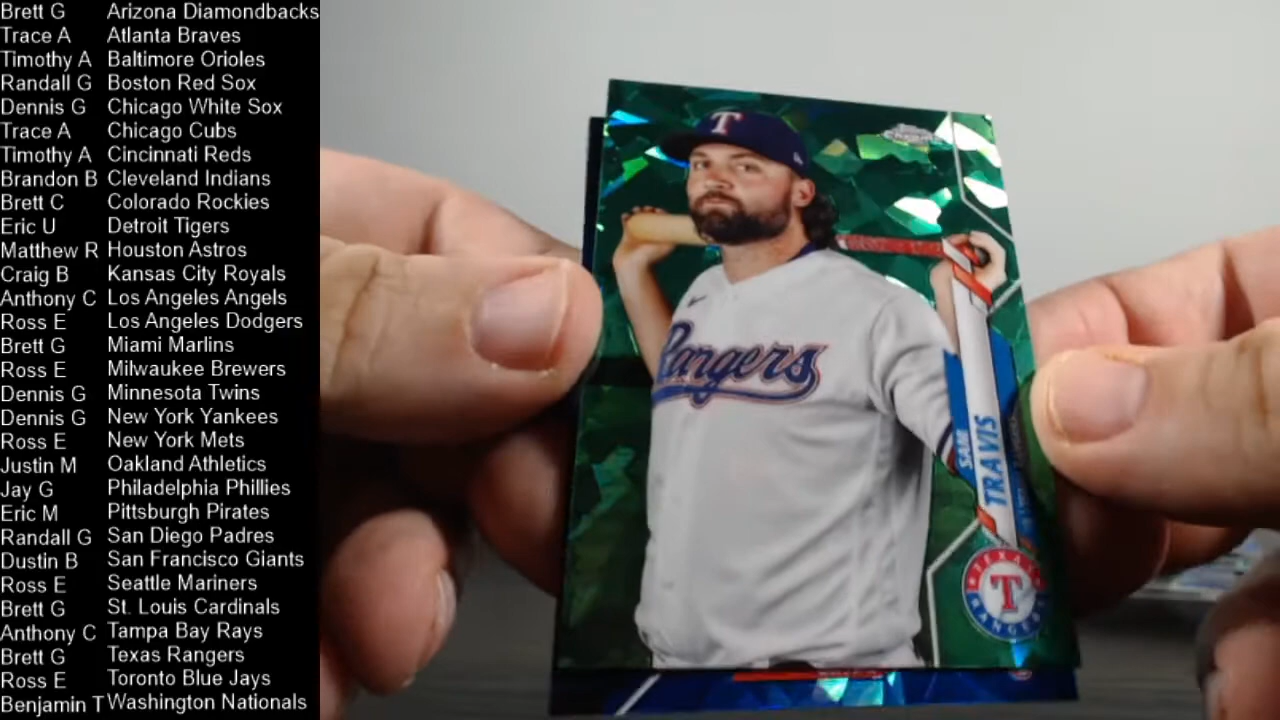 Brett G Arizona Diamondbacks
Trace A Atlanta Braves
Timothy A Baltimore Orioles
Randall G Boston Red Sox
Dennis G Chicago White Sox
Trace A Chicago Cubs
Timothy A Cincinnati Reds
Brandon B Cleveland Indians
Brett C Colorado Rockies
Eric U Detroit Tigers
Matthew R Houston Astros
Craig B Kansas City Royals
Anthony C Los Angeles Angels
Ross E Los Angeles Dodgers
Brett G Miami Marlins
Ross E Milwaukee Brewers
Dennis G Minnesota Twins
Dennis G New York Yankees
Ross E New York Mets
Justin M Oakland Athletics
Jay G Philadelphia Phillies
Eric M Pittsburgh Pirates
Randall G San Diego Padres
Dustin B San Francisco Giants
Ross E Seattle Mariners
Brett G St. Louis Cardinals
Anthony C Tampa Bay Rays
Brett G Texas Rangers
Ross E Toronto Blue Jays
Benjamin T Washington Nationals
T
Rangers
SAM
TRAVIS
TEXAS
T
RANGERS